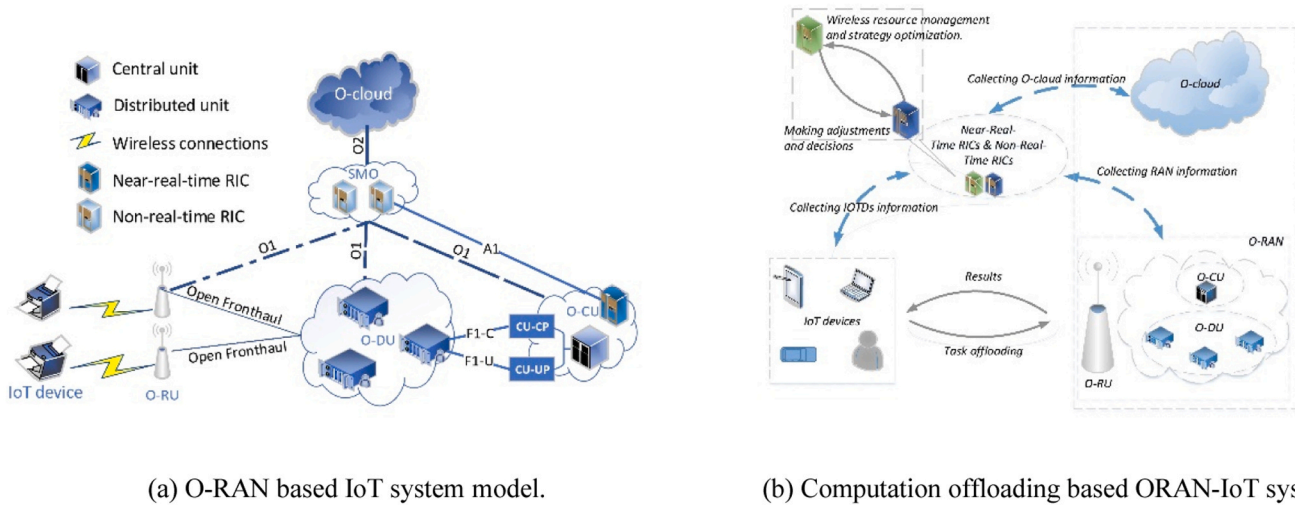 Central unit
Distributed unit
Wireless connections
Near-real-time RIC
Non-real-time RIC
O-cloud
O2
SMO
O1
O1
O1
A1
Open Fronthaul
Open Fronthaul
IoT device
O-RU
O-DU
F1-C
F1-U
CU-CP
CU-UP
O-CU
(a) O-RAN based IoT system model.
Wireless resource management
and strategy optimization.
Making adjustments
and decisions
Collecting O-cloud information
O-cloud
Near-Real-
Time RICs & Non-Real-
Time RICs
Collecting RAN information
Collecting IOTDs information
IoT devices
Results
Task offloading
O-RAN
O-CU
O-DU
O-RU
(b) Computation offloading based ORAN-IoT sys